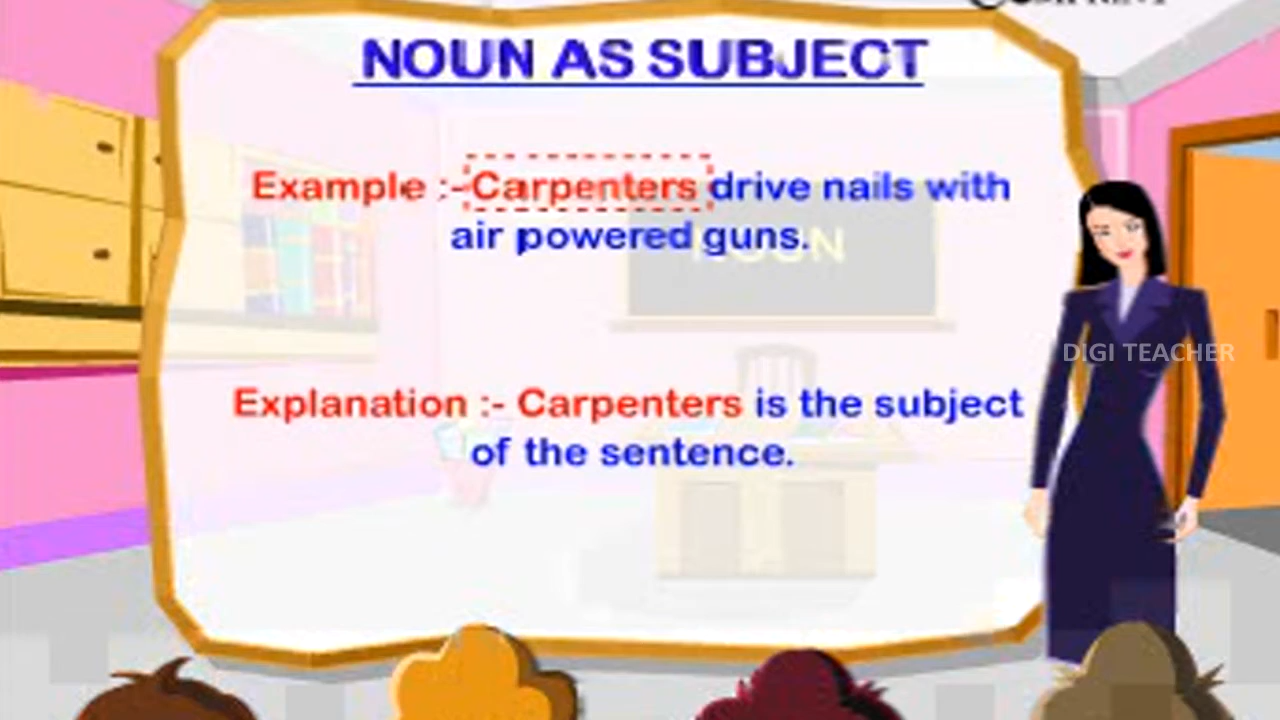 NOUN AS SUBJECT
Example :- Carpenters drive nails with
air powered guns.
NOUN
DIGI TEACHER
Explanation :- Carpenters is the subject
of the sentence.